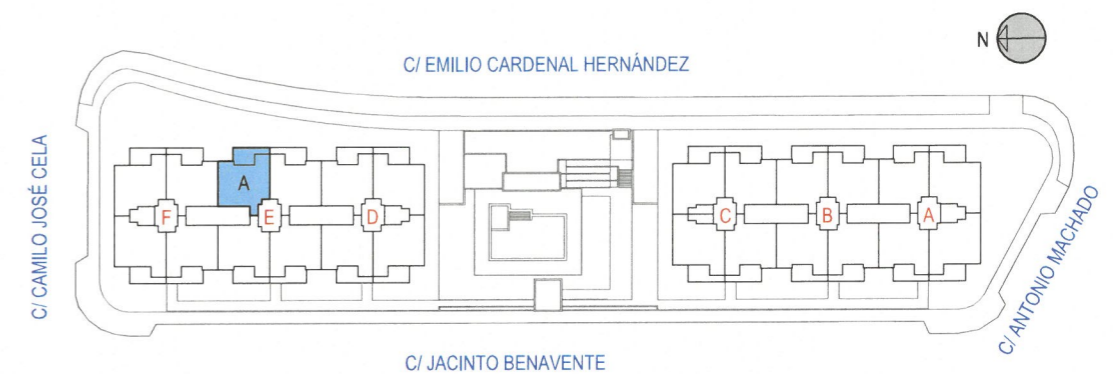 N
C/ EMILIO CARDENAL HERNÁNDEZ
C/ CAMILO JOSÉ CELA
A
F
E
D
C
B
A
C/ ANTONIO MACHADO
C/ JACINTO BENAVENTE